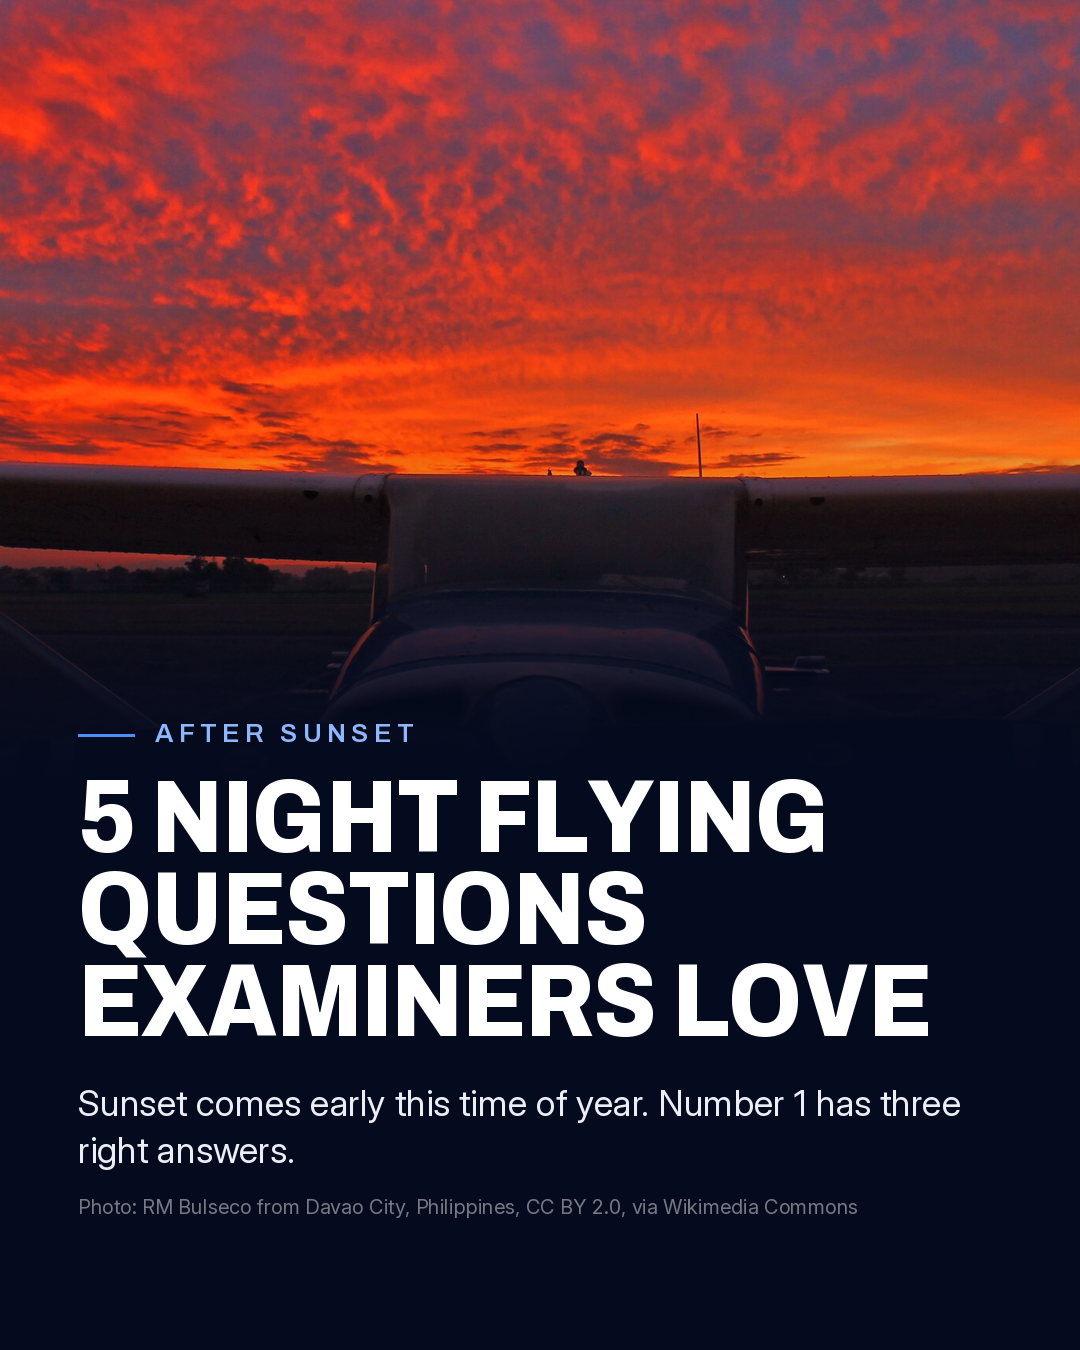 AFTER SUNSET
5 NIGHT FLYING
QUESTIONS
EXAMINERS LOVE
Sunset comes early this time of year. Number 1 has three
right answers.
Photo: RM Bulseco from Davao City, Philippines, CC BY 2.0, via Wikimedia Commons